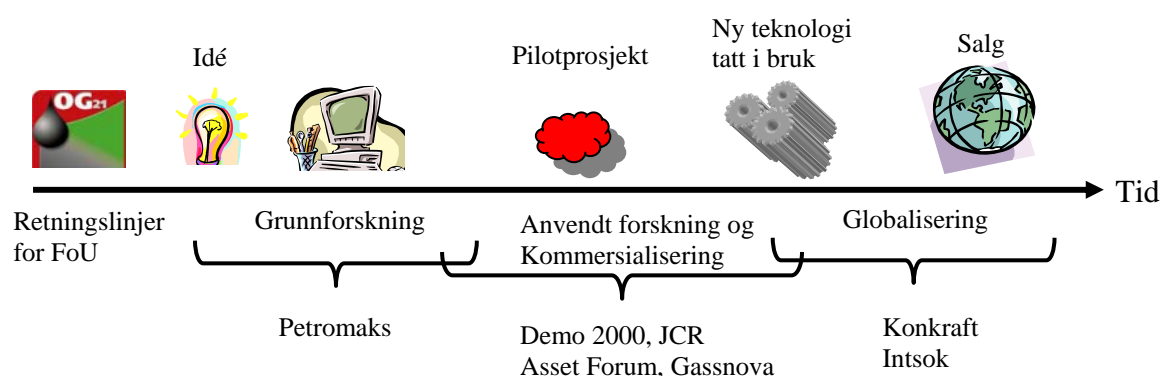 OG21
Idé
Pilotprosjekt
Ny teknologi
tatt i bruk
Salg
Tid
Retningslinjer
for FoU
Grunnforskning
Anvendt forskning og
Kommersialisering
Globalisering
Petromaks
Demo 2000, JCR
Asset Forum, Gassnova
Konkraft
Intsok